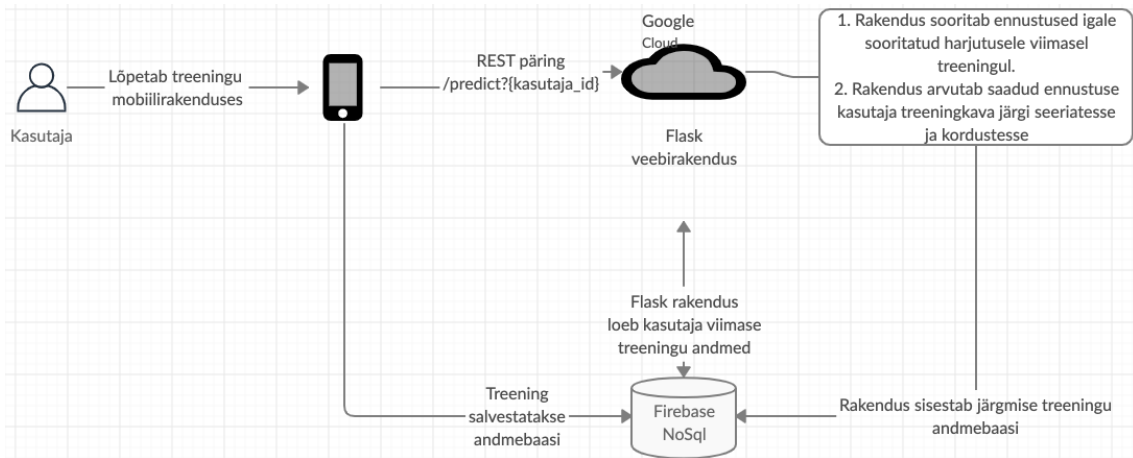 Kasutaja
Lõpetab treeningu
mobiilirakenduses
REST päring
/predict?{kasutaja_id}
Google
Cloud
Flask
veebirakendus
1. Rakendus sooritab ennustused igale
sooritatud harjutusele viimasel
treeningul.
2. Rakendus arvutab saadud ennustuse
kasutaja treeningkava järgi seeriatesse
ja kordustesse
Flask rakendus
loeb kasutaja viimase
treeningu andmed
Treening
salvestatakse
andmebaasi
Firebase
NoSql
Rakendus sisestab järgmise treeningu
andmebaasi